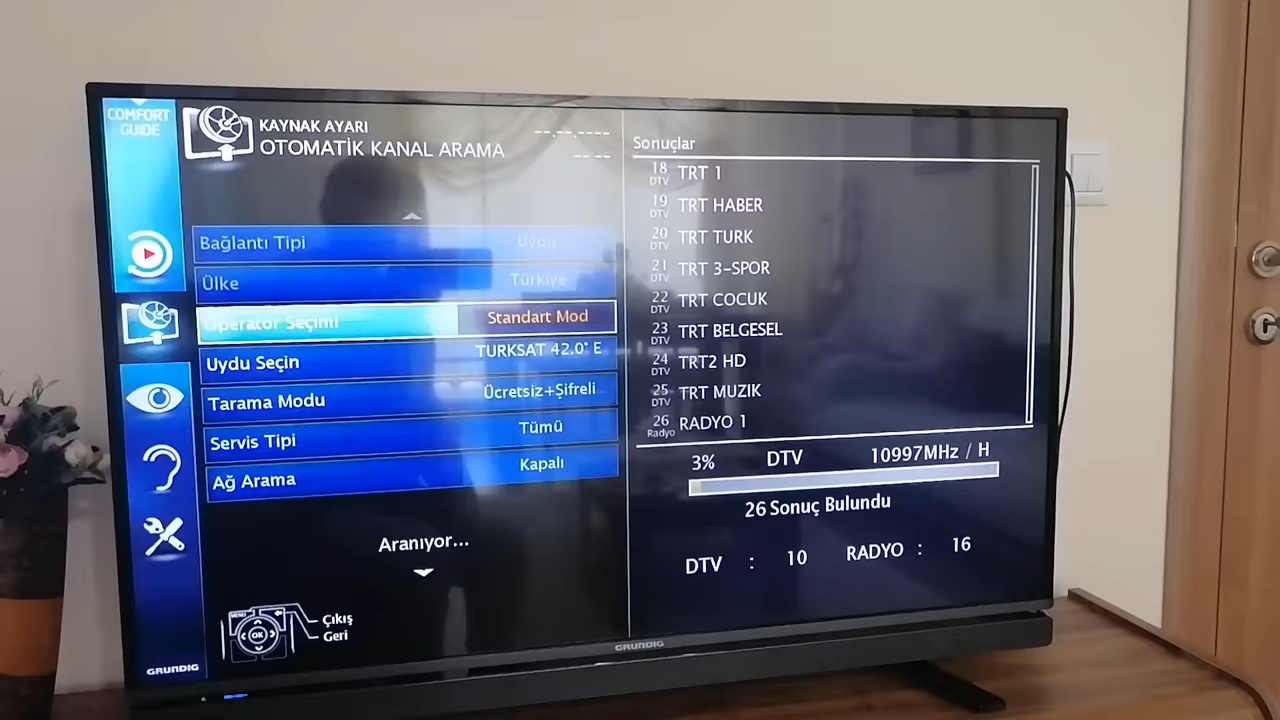 COMFORT
GUIDE
KAYNAK AYARI
OTOMATİK KANAL ARAMA
--.--.----
-- --
Bağlantı Tipi Uydu
Ülke Türkiye
Operatör Seçimi Standart Mod
Uydu Seçin TURKSAT 42.0° E
Tarama Modu Ücretsiz+Şifreli
Servis Tipi Tümü
Ağ Arama Kapalı
Aranıyor...
MENU
OK
Çıkış
Geri
GRUNDIG
Sonuçlar
18 DTV TRT 1
19 DTV TRT HABER
20 DTV TRT TURK
21 DTV TRT 3-SPOR
22 DTV TRT COCUK
23 DTV TRT BELGESEL
24 DTV TRT2 HD
25 DTV TRT MUZIK
26 Radyo RADYO 1
3% DTV 10997MHz / H
26 Sonuç Bulundu
DTV : 10 RADYO : 16
GRUNDIG